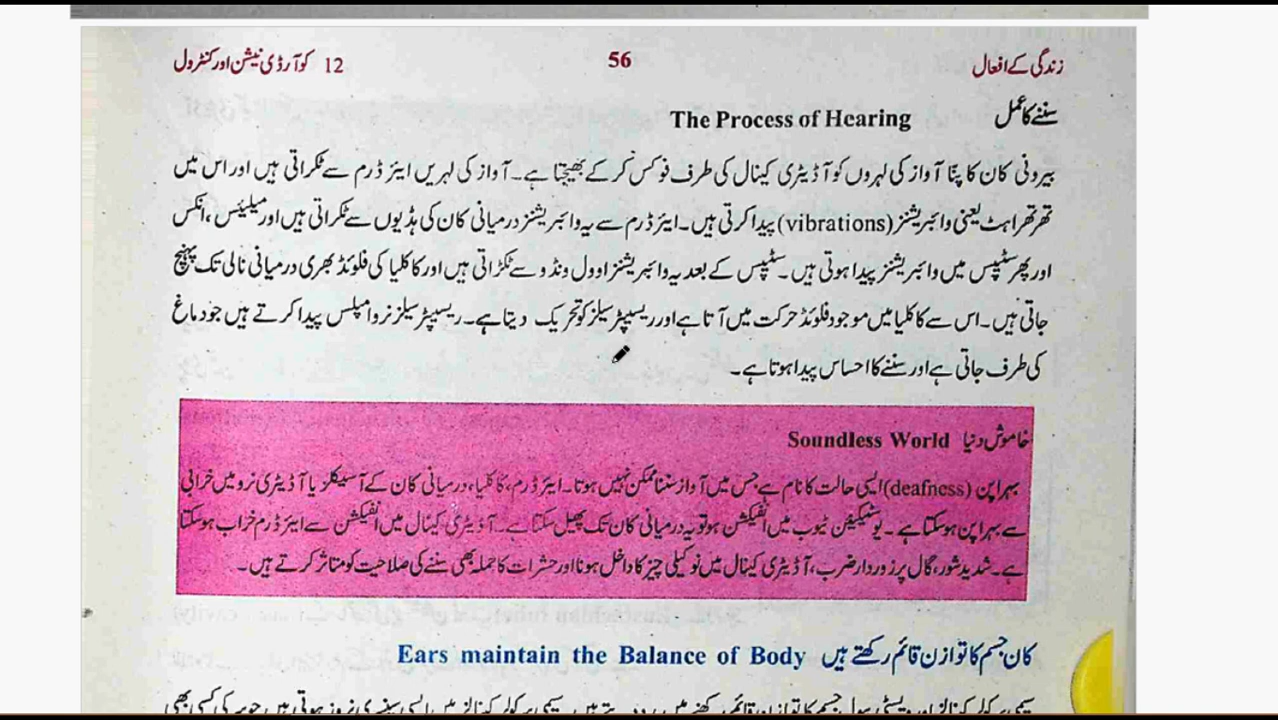 زندگی کے افعال 56 12 کوآرڈی نیشن اور کنٹرول
سننے کا عمل The Process of Hearing
بیرونی کان کا پِنّا آواز کی لہروں کو آڈیٹری کینال کی طرف فوکس کر کے بھیجتا ہے۔ آواز کی لہریں ایئر ڈرم سے ٹکراتی ہیں اور اس میں
تھرتھراہٹ یعنی وائبریشنز (vibrations) پیدا کرتی ہیں۔ ایئر ڈرم سے یہ وائبریشنز درمیانی کان کی ہڈیوں سے ٹکراتی ہیں اور میلیئس، انکس
اور پھر سٹیپس میں وائبریشنز پیدا ہوتی ہیں۔ سٹیپس کے بعد یہ وائبریشنز اوول ونڈو سے ٹکراتی ہیں اور کاکلیا کی فلوئڈ بھری درمیانی نالی تک پہنچ
جاتی ہیں۔ اس سے کاکلیا میں موجود فلوئڈ حرکت میں آتا ہے اور ریسیپٹر سیلز کو تحریک دیتا ہے۔ ریسیپٹر سیلز نرو امپلس پیدا کرتے ہیں جو دماغ
کی طرف جاتی ہے اور سننے کا احساس پیدا ہوتا ہے۔
خاموش دنیا Soundless World
بہرا پن (deafness) ایسی حالت کا نام ہے جس میں آواز سننا ممکن نہیں ہوتا۔ ایئر ڈرم، کاکلیا، درمیانی کان کے آسیکلز یا آڈیٹری نرو میں خرابی
سے بہرا پن ہو سکتا ہے۔ یوسٹیکیئن ٹیوب میں انفیکشن ہو تو یہ درمیانی کان تک پھیل سکتا ہے۔ آڈیٹری کینال میں انفیکشن سے ایئر ڈرم خراب ہو سکتا
ہے۔ شدید شور، گال پر زوردار ضرب، آڈیٹری کینال میں نوکیلی چیز کا داخل ہونا اور حشرات کا حملہ بھی سننے کی صلاحیت کو متاثر کرتے ہیں۔
کان جسم کا توازن قائم رکھتے ہیں Ears maintain the Balance of Body